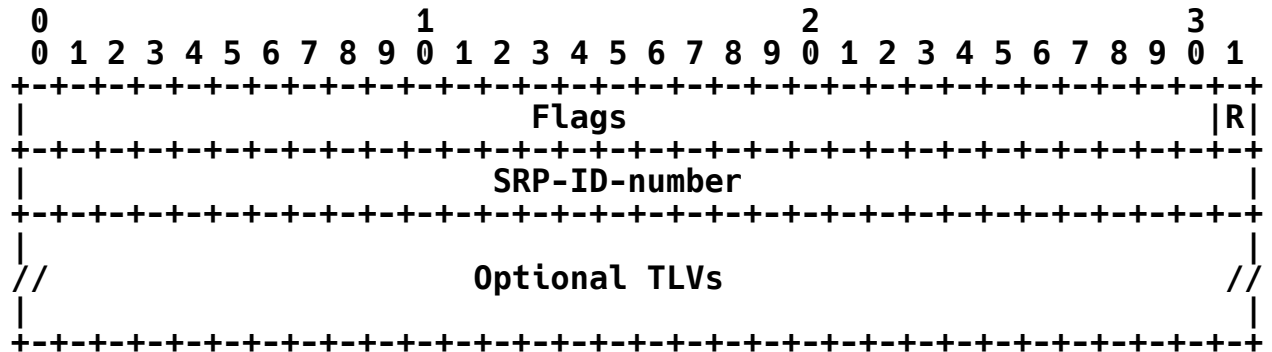 0                   1                   2                   3
 0 1 2 3 4 5 6 7 8 9 0 1 2 3 4 5 6 7 8 9 0 1 2 3 4 5 6 7 8 9 0 1
+-+-+-+-+-+-+-+-+-+-+-+-+-+-+-+-+-+-+-+-+-+-+-+-+-+-+-+-+-+-+-+-+
|                          Flags                              |R|
+-+-+-+-+-+-+-+-+-+-+-+-+-+-+-+-+-+-+-+-+-+-+-+-+-+-+-+-+-+-+-+-+
|                        SRP-ID-number                          |
+-+-+-+-+-+-+-+-+-+-+-+-+-+-+-+-+-+-+-+-+-+-+-+-+-+-+-+-+-+-+-+-+
|                                                               |
//                      Optional TLVs                          //
|                                                               |
+-+-+-+-+-+-+-+-+-+-+-+-+-+-+-+-+-+-+-+-+-+-+-+-+-+-+-+-+-+-+-+-+